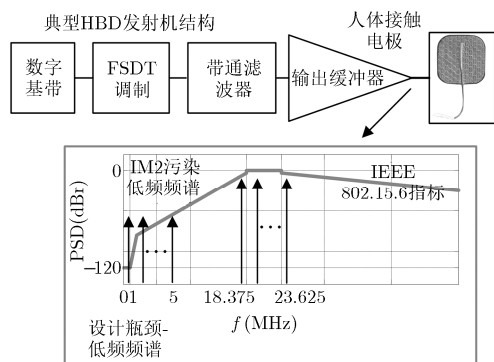 典型HBD发射机结构
人体接触
电极
数字
基带
FSDT
调制
带通滤
波器
输出缓冲器
IM2污染
低频频谱
IEEE
802.15.6指标
PSD(dBr)
0
−120
01 5 18.375 23.625
f(MHz)
设计瓶颈-
低频频谱